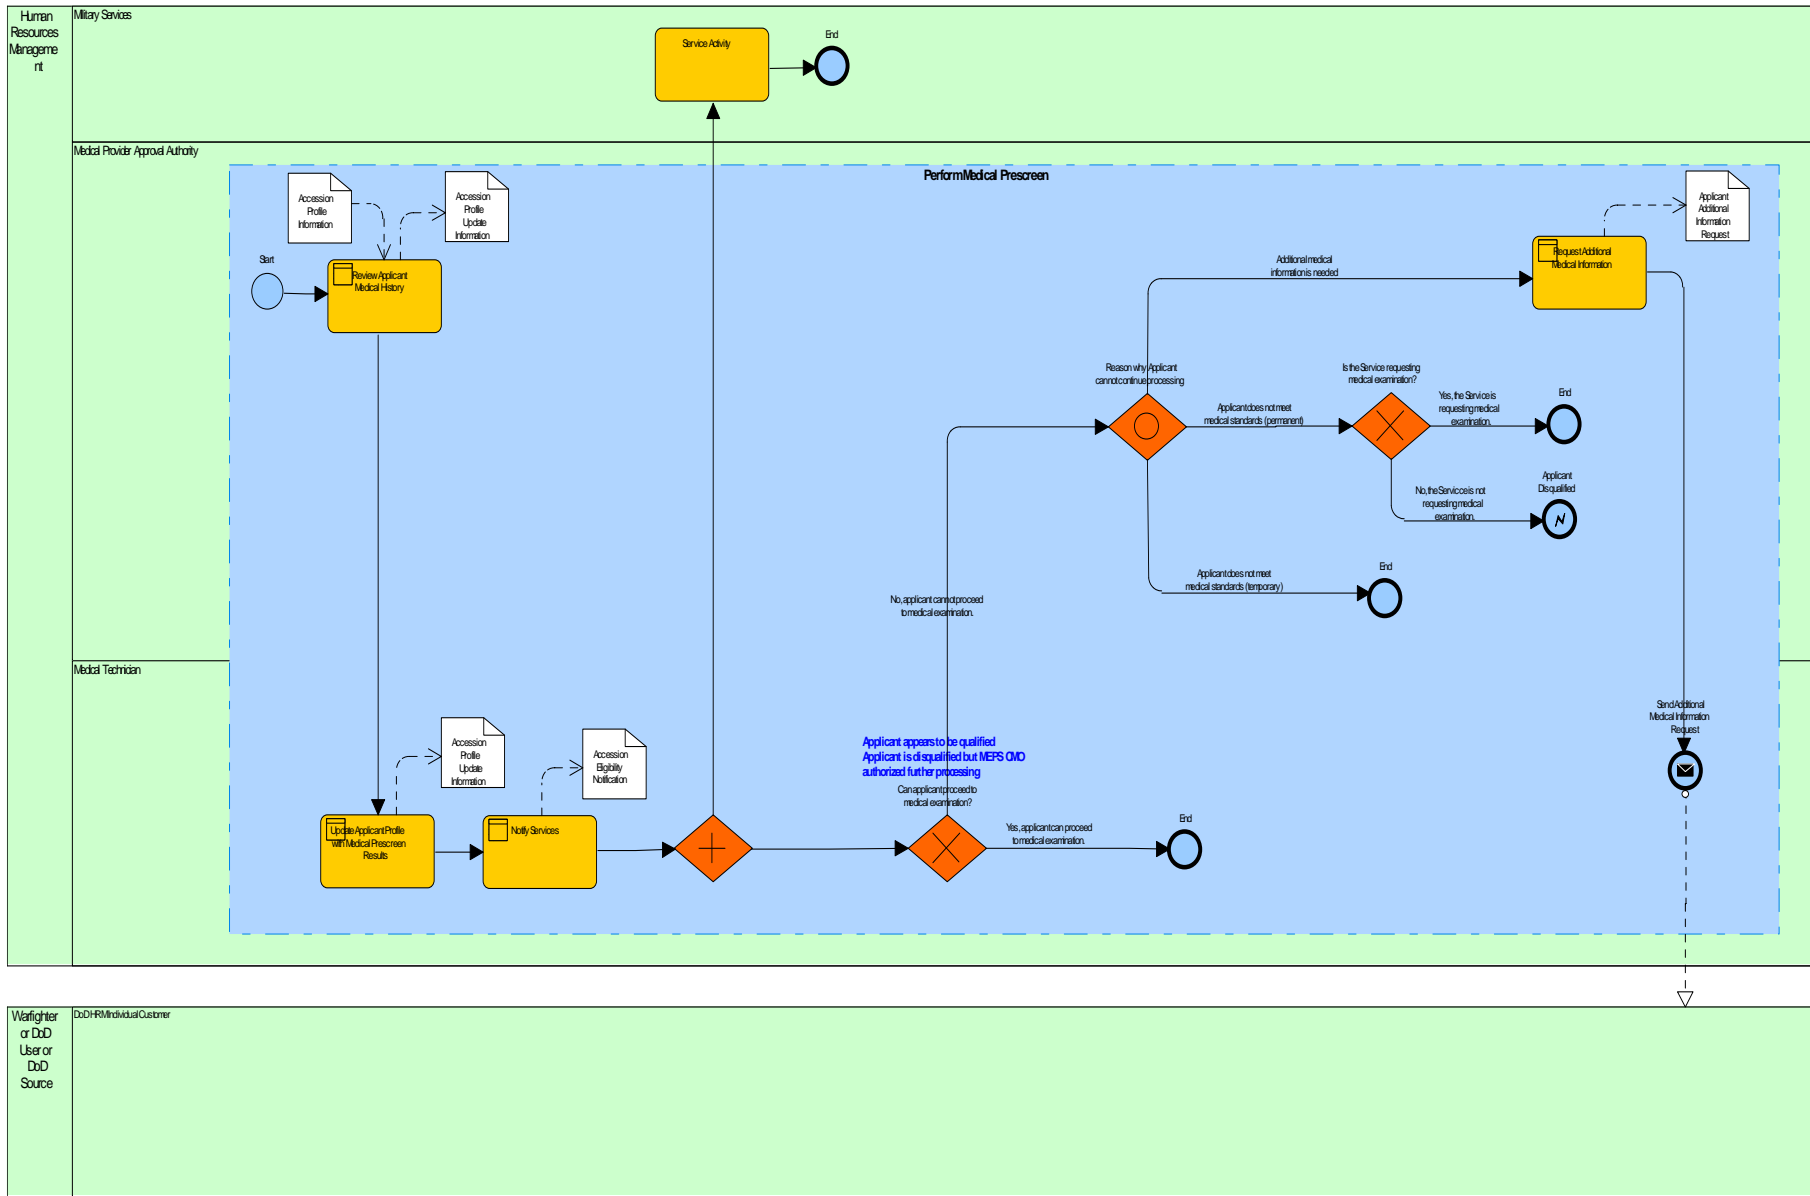 Human
Resources
Manageme
nt
Military Services
Service Activity
End
Medical Provider Approval Authority
Perform Medical Prescreen
Accession
Profile
Information
Accession
Profile
Update
Information
Start
Review Applicant
Medical History
Applicant
Additional
Information
Request
Request Additional
Medical Information
Additional medical
information is needed
Reason why Applicant
cannot continue processing
Applicant does not meet
medical standards (permanent)
Is the Service requesting
medical examination?
Yes, the Service is
requesting medical
examination.
End
No, the Servicce is not
requesting medical
examination.
Applicant
Disqualified
Applicant does not meet
medical standards (temporary)
End
No, applicant cannot proceed
to medical examination.
Medical Technician
Accession
Profile
Update
Information
Accession
Eligibility
Notification
Update Applicant Profile
with Medical Prescreen
Results
Notify Services
Applicant appears to be qualified
Applicant is disqualified but MEPS CMO
authorized further processing
Can applicant proceed to
medical examination?
Yes, applicant can proceed
to medical examination.
End
Send Additional
Medical Information
Request
Warfighter
or DoD
User or
DoD
Source
DoD HRM Individual Customer